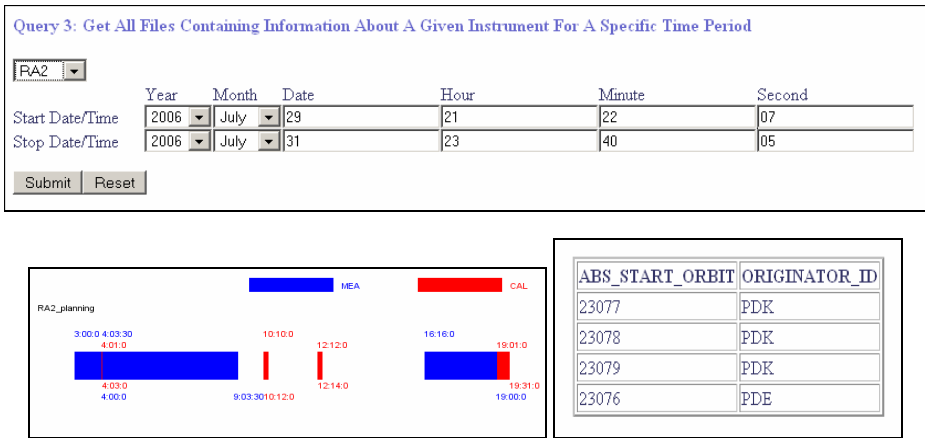 Query 3: Get All Files Containing Information About A Given Instrument For A Specific Time Period
RA2
Year Month Date Hour Minute Second
Start Date/Time 2006 July 29 21 22 07
Stop Date/Time 2006 July 31 23 40 05
Submit Reset
MEA CAL
RA2_planning
3:00:0 4:03:30 10:10:0 16:16:0
4:01:0 12:12:0 19:01:0
4:03:0 12:14:0 19:31:0
4:00:0 9:03:30 10:12:0 19:00:0
ABS_START_ORBIT ORIGINATOR_ID
23077 PDK
23078 PDK
23079 PDK
23076 PDE